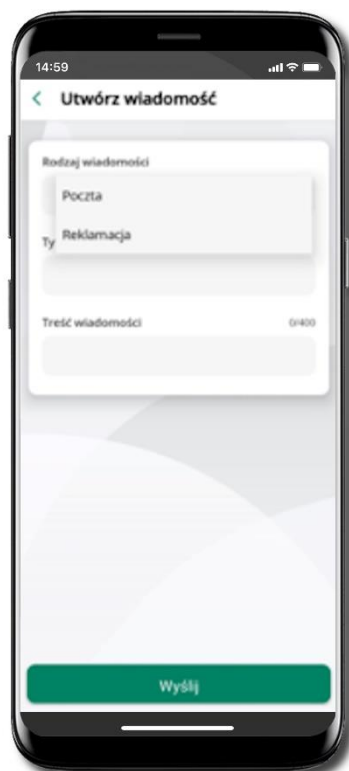 14:59
Utwórz wiadomość
Rodzaj wiadomości
Poczta
Reklamacja
Ty
Treść wiadomości 0/400
Wyślij